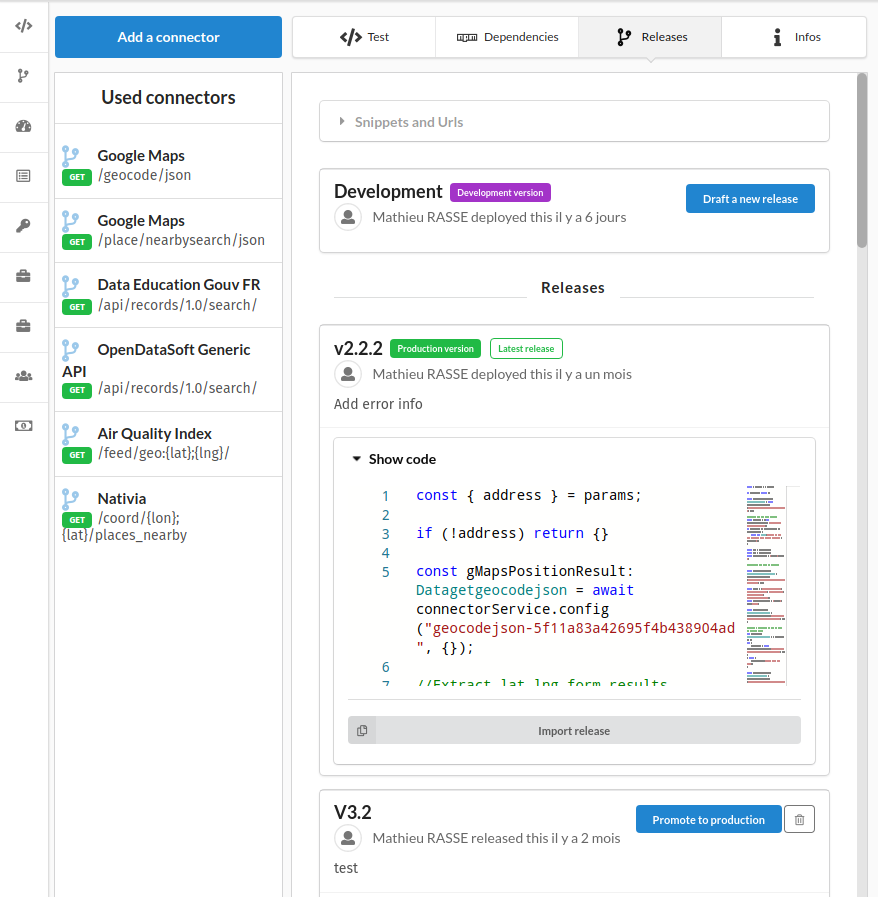 Add a connector
Test
Dependencies
Releases
Infos
Used connectors
Google Maps
GET /geocode/json
Google Maps
GET /place/nearbysearch/json
Data Education Gouv FR
GET /api/records/1.0/search/
OpenDataSoft Generic
API
GET /api/records/1.0/search/
Air Quality Index
GET /feed/geo:{lat};{lng}/
Nativia
GET /coord/{lon};
{lat}/places_nearby
Snippets and Urls
Development Development version
Draft a new release
Mathieu RASSE deployed this il y a 6 jours
Releases
v2.2.2 Production version Latest release
Mathieu RASSE deployed this il y a un mois
Add error info
Show code
1 const { address } = params;
2
3 if (!address) return {}
4
5 const gMapsPositionResult:
Datagetgeocodejson = await
connectorService.config
("geocodejson-5f11a83a42695f4b438904ad
", {});
6
7 //Extract lat lng form results
Import release
V3.2
Promote to production
Mathieu RASSE released this il y a 2 mois
test